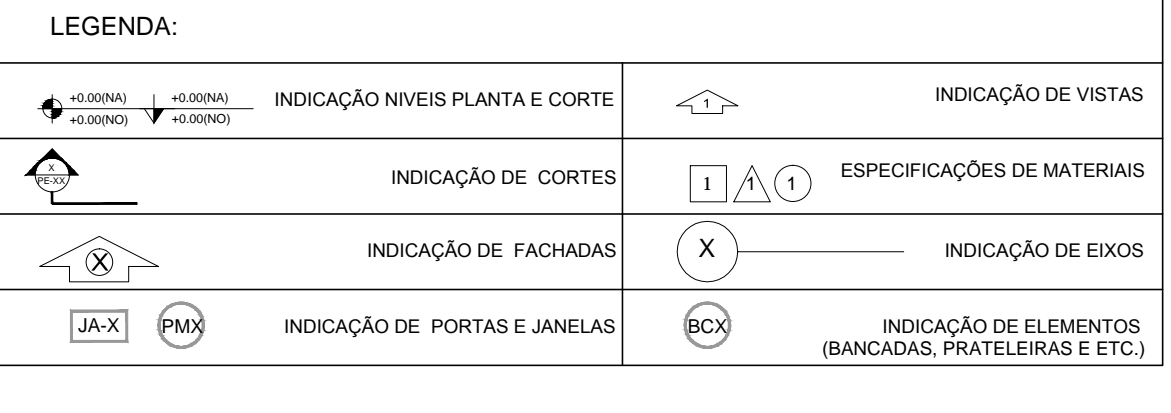 LEGENDA:
+0.00(NA) +0.00(NA) INDICAÇÃO NIVEIS PLANTA E CORTE
+0.00(NO) +0.00(NO)
1 INDICAÇÃO DE VISTAS
X
PE-XX
INDICAÇÃO DE CORTES
1 1 1 ESPECIFICAÇÕES DE MATERIAIS
X INDICAÇÃO DE FACHADAS
X INDICAÇÃO DE EIXOS
JA-X PMX INDICAÇÃO DE PORTAS E JANELAS
BCX INDICAÇÃO DE ELEMENTOS
(BANCADAS, PRATELEIRAS E ETC.)